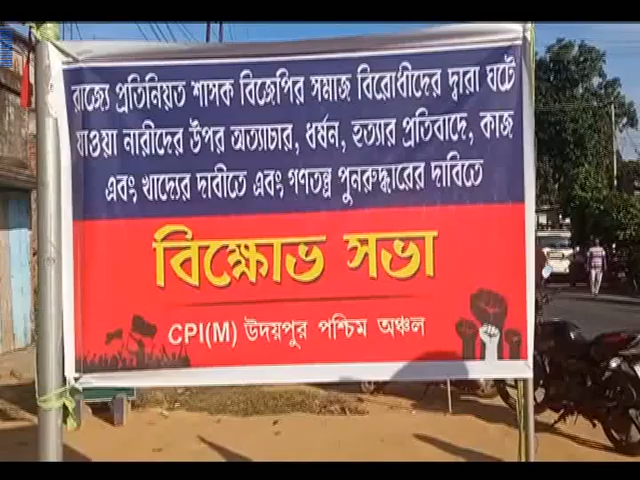 রাজ্যে প্রতিনিয়ত শাসক বিজেপির সমাজ বিরোধীদের দ্বারা ঘটে
যাওয়া নারীদের উপর অত্যাচার, ধর্ষন, হত্যার প্রতিবাদে, কাজ
এবং খাদ্যের দাবীতে এবং গণতন্ত্র পুনরুদ্ধারের দাবিতে
বিক্ষোভ সভা
CPI(M) উদয়পুর পশ্চিম অঞ্চল